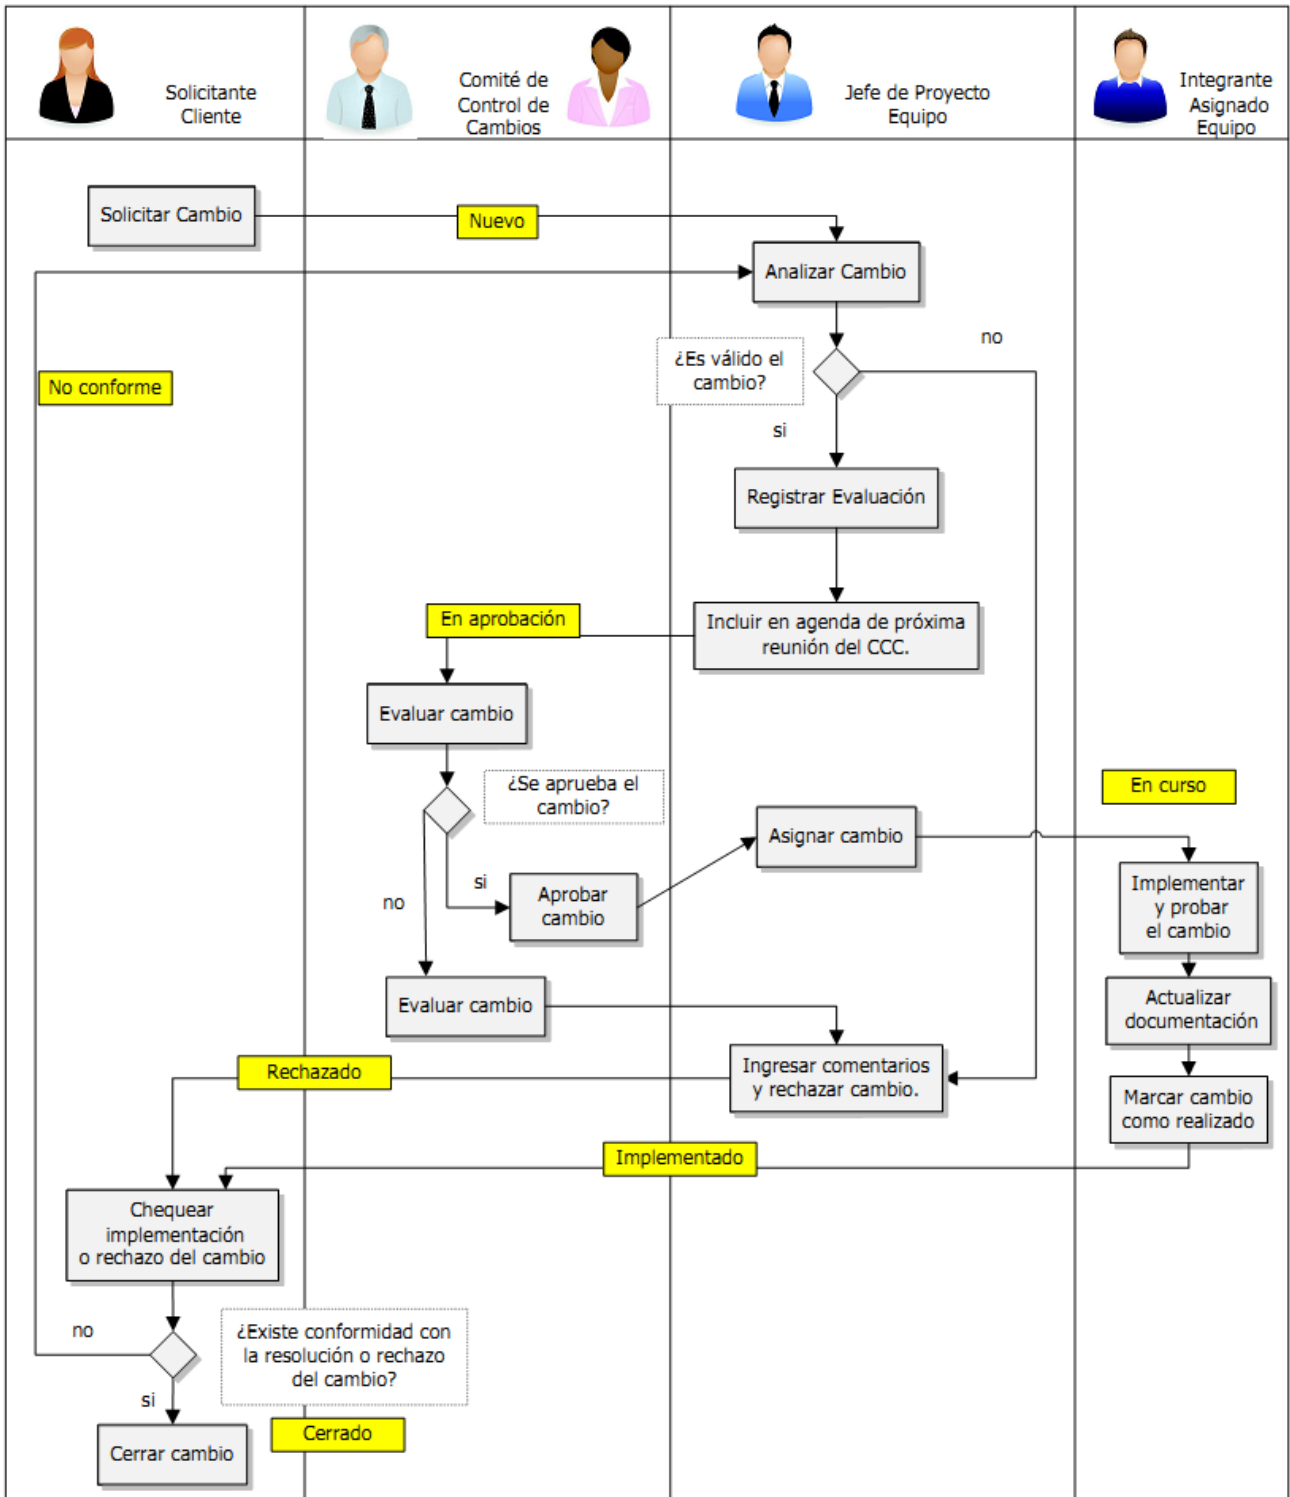 Solicitante
Cliente
Comité de
Control de
Cambios
Jefe de Proyecto
Equipo
Integrante
Asignado
Equipo
Solicitar Cambio
Nuevo
Analizar Cambio
no
¿Es válido el
cambio?
No conforme
si
Registrar Evaluación
En aprobación
Incluir en agenda de próxima
reunión del CCC.
Evaluar cambio
¿Se aprueba el
cambio?
En curso
Asignar cambio
si
no
Aprobar
cambio
Implementar
y probar
el cambio
Evaluar cambio
Actualizar
documentación
Rechazado
Ingresar comentarios
y rechazar cambio.
Marcar cambio
como realizado
Implementado
Chequear
implementación
o rechazo del cambio
no
¿Existe conformidad con
la resolución o rechazo
del cambio?
si
Cerrado
Cerrar cambio